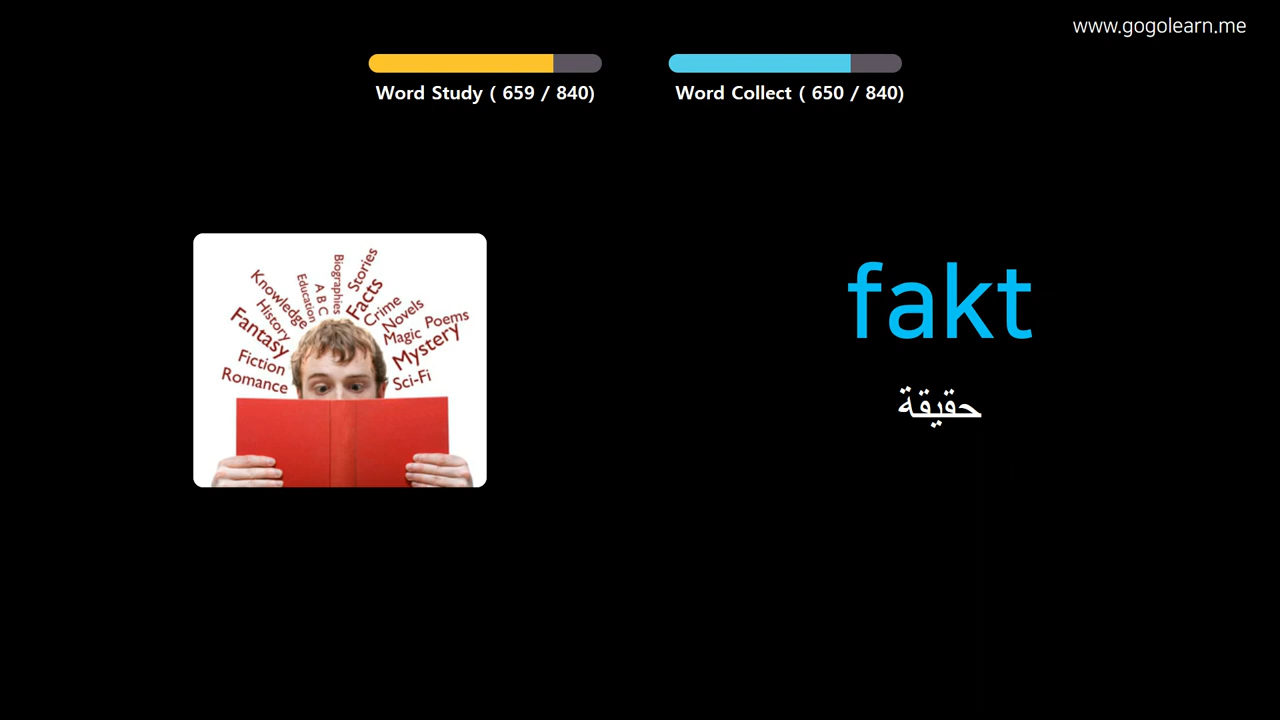 www.gogolearn.me
Word Study ( 659 / 840)
Word Collect ( 650 / 840)
Knowledge
History
Fantasy
Fiction
Romance
Education
A B C
Biographies
Stories
Facts
Crime
Novels
Magic
Poems
Mystery
Sci-Fi
fakt
حقيقة